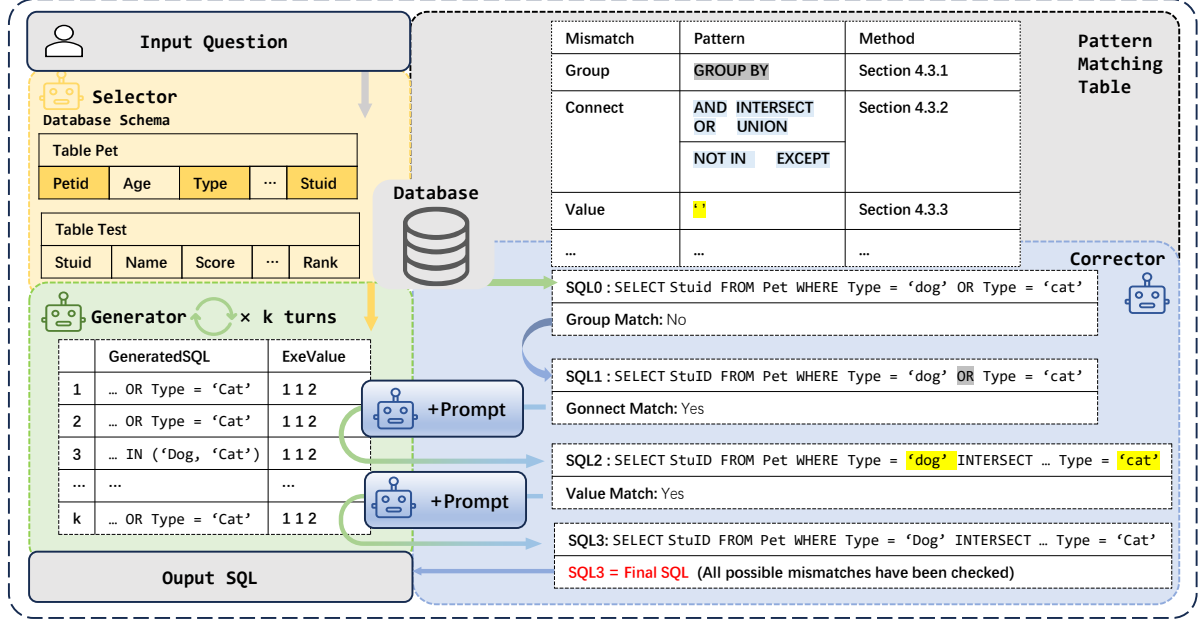 Input Question
Selector
Database Schema
Table Pet
Petid Age Type ... Stuid
Table Test
Stuid Name Score ... Rank
Database
Generator × k turns
GeneratedSQL ExeValue
1 … OR Type = ‘Cat’ 1 1 2
2 … OR Type = ‘Cat’ 1 1 2
3 … IN (‘Dog, ‘Cat’) 1 1 2
... ... ...
k … OR Type = ‘Cat’ 1 1 2
Ouput SQL
Mismatch Pattern Method
Group GROUP BY Section 4.3.1
Connect AND INTERSECT Section 4.3.2
OR UNION
NOT IN EXCEPT
Value ‘ ’ Section 4.3.3
... ... ...
Pattern
Matching
Table
Corrector
SQL0 : SELECT Stuid FROM Pet WHERE Type = ‘dog’ OR Type = ‘cat’
Group Match: No
SQL1 : SELECT StuID FROM Pet WHERE Type = ‘dog’ OR Type = ‘cat’
Gonnect Match: Yes
+Prompt
SQL2 : SELECT StuID FROM Pet WHERE Type = ‘dog’ INTERSECT … Type = ‘cat’
Value Match: Yes
+Prompt
SQL3: SELECT StuID FROM Pet WHERE Type = ‘Dog’ INTERSECT … Type = ‘Cat’
SQL3 = Final SQL (All possible mismatches have been checked)